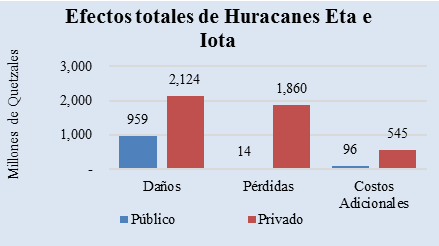 Efectos totales de Huracanes Eta e
Iota
Millones de Quetzales
3,000
2,000
1,000
-
959
2,124
14
1,860
96
545
Daños
Pérdidas
Costos
Adicionales
Público
Privado